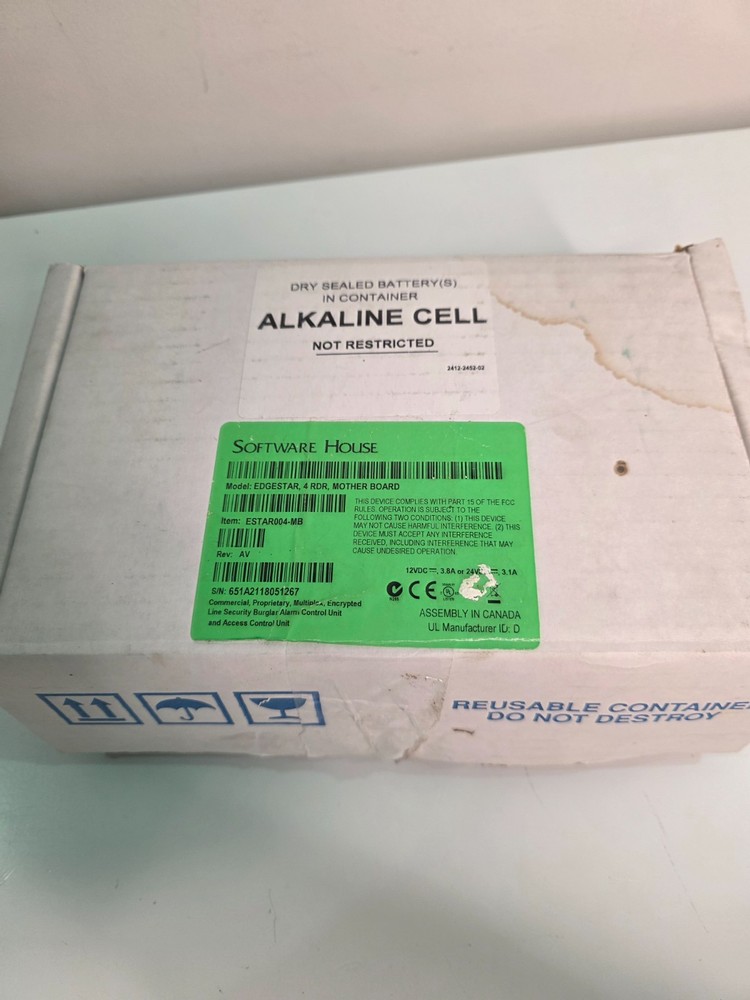 DRY SEALED BATTERY(S)
IN CONTAINER
ALKALINE CELL
NOT RESTRICTED
2412-2452-02
SOFTWARE HOUSE
Model: EDGESTAR, 4 RDR, MOTHER BOARD
Item: ESTAR004-MB
Rev: AV
S/N: 651A2118051267
Commercial, Proprietary, Multiplex, Encrypted
Line Security Burglar Alarm Control Unit
and Access Control Unit
THIS DEVICE COMPLIES WITH PART 15 OF THE FCC
RULES. OPERATION IS SUBJECT TO THE
FOLLOWING TWO CONDITIONS: (1) THIS DEVICE
MAY NOT CAUSE HARMFUL INTERFERENCE. (2) THIS
DEVICE MUST ACCEPT ANY INTERFERENCE
RECEIVED, INCLUDING INTERFERENCE THAT MAY
CAUSE UNDESIRED OPERATION.
12VDC ⎓, 3.8A or 24V ⎓, 3.1A
CE
ASSEMBLY IN CANADA
UL Manufacturer ID: D
REUSABLE CONTAINE
DO NOT DESTROY